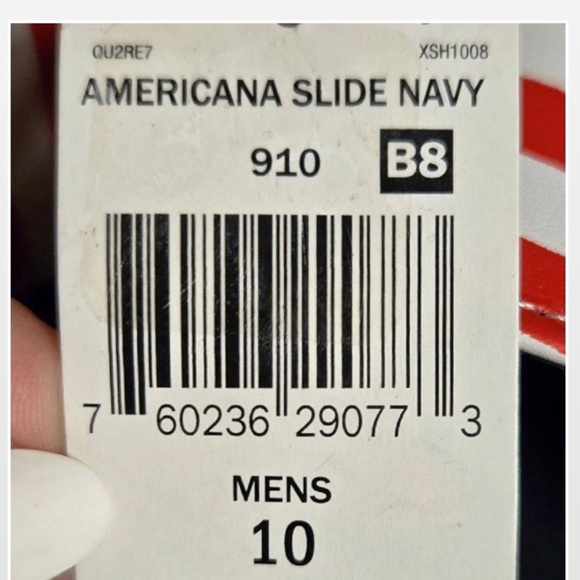 QU2RE7 XSH1008
AMERICANA SLIDE NAVY
910 B8
7 60236 29077 3
MENS
10